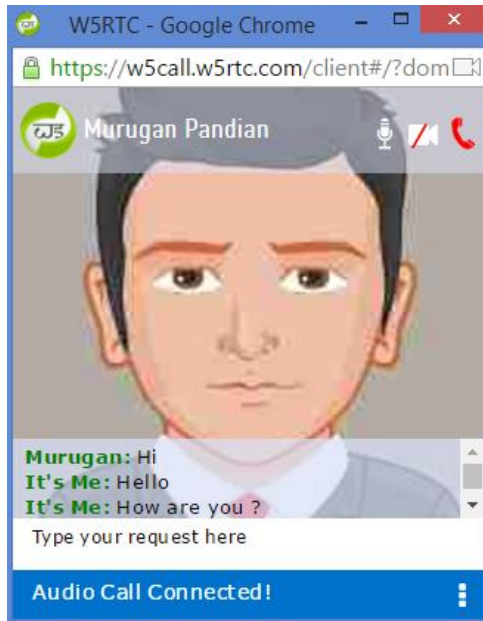 W5RTC - Google Chrome
https://w5call.w5rtc.com/client#/?dom
Murugan Pandian
Murugan: Hi
It's Me: Hello
It's Me: How are you ?
Type your request here
Audio Call Connected!